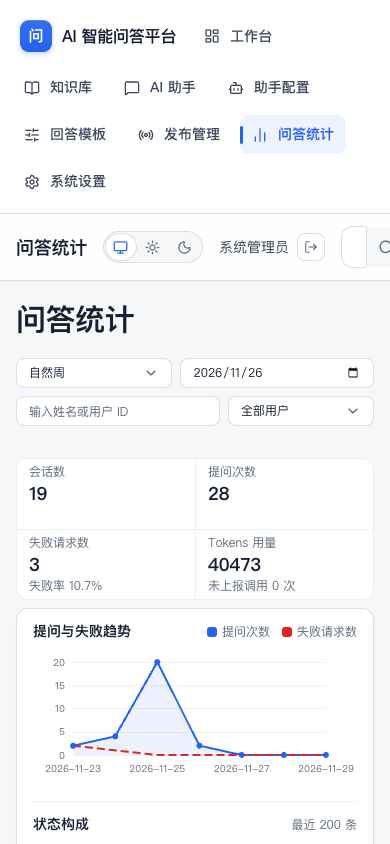 问 AI 智能问答平台 工作台
知识库 AI 助手 助手配置
回答模板 发布管理 问答统计
系统设置
问答统计 系统管理员
问答统计
自然周 2026/11/26
输入姓名或用户 ID 全部用户
会话数 提问次数
19 28
失败请求数 Tokens 用量
3 40473
失败率 10.7% 未上报调用 0 次
提问与失败趋势 提问次数 失败请求数
20
15
10
5
0
2026-11-23 2026-11-25 2026-11-27 2026-11-29
状态构成 最近 200 条